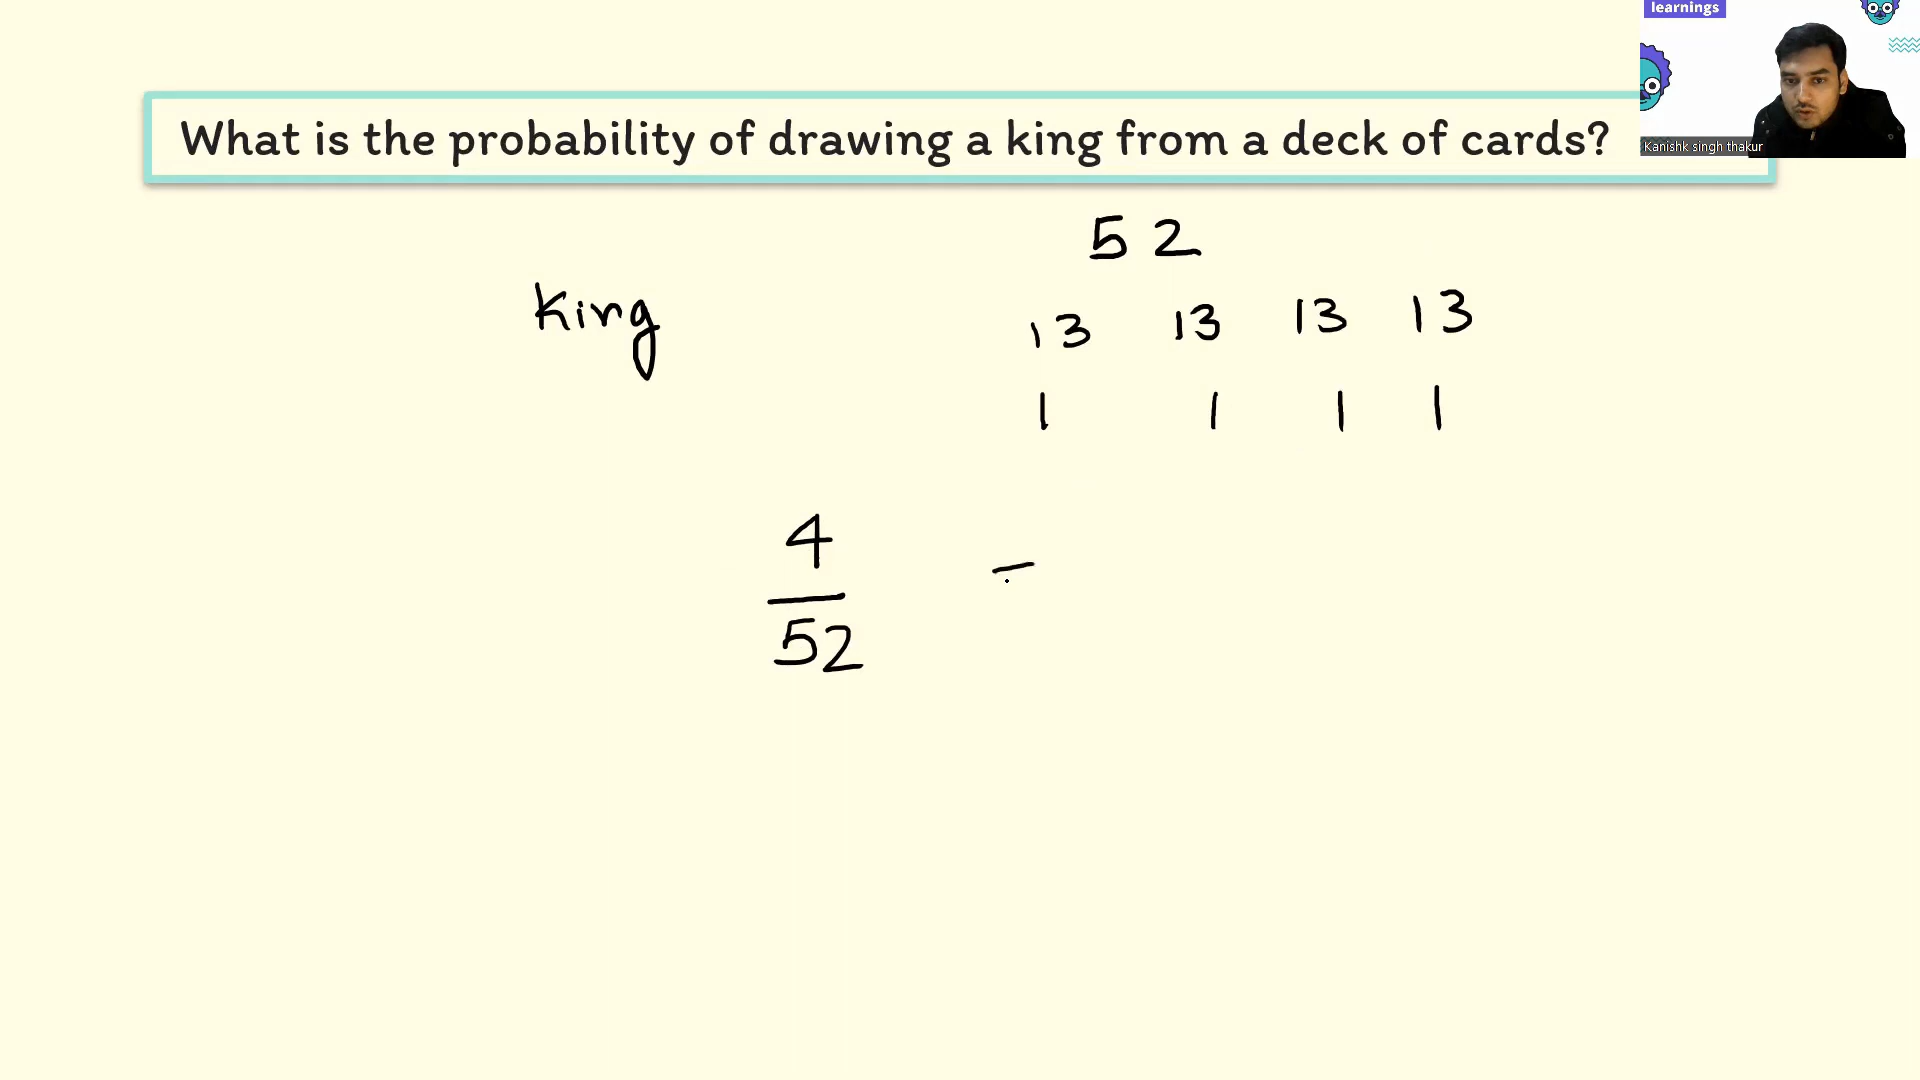 learnings
What is the probability of drawing a king from a deck of cards?
Kanishk singh thakur
52
King
13 13 13 13
1 1 1 1
4
52